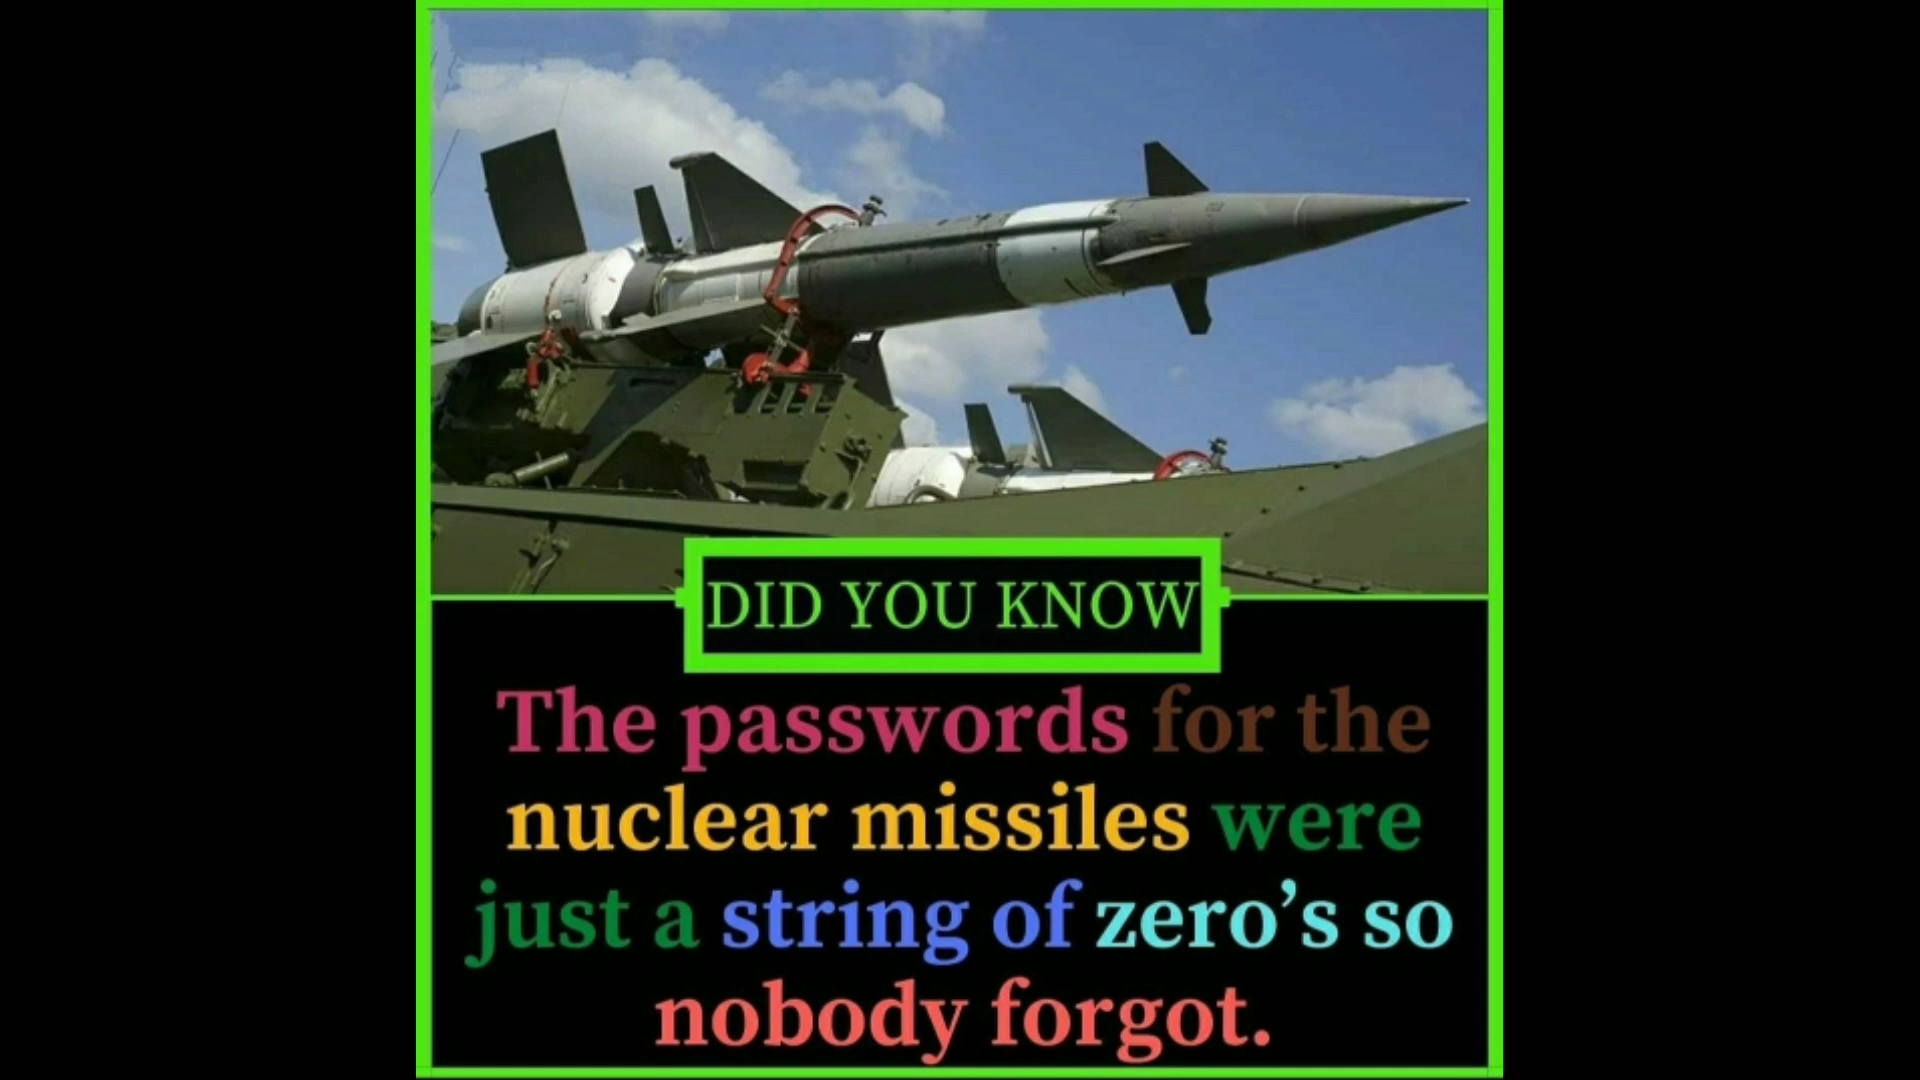 DID YOU KNOW
The passwords for the
nuclear missiles were
just a string of zero’s so
nobody forgot.